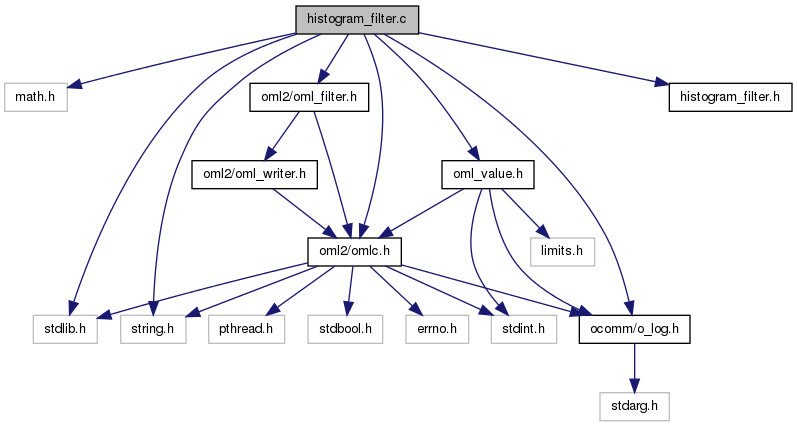 histogram_filter.c
math.h
oml2/oml_filter.h
histogram_filter.h
oml2/oml_writer.h
oml_value.h
oml2/omlc.h
limits.h
stdlib.h
string.h
pthread.h
stdbool.h
errno.h
stdint.h
ocomm/o_log.h
stdarg.h